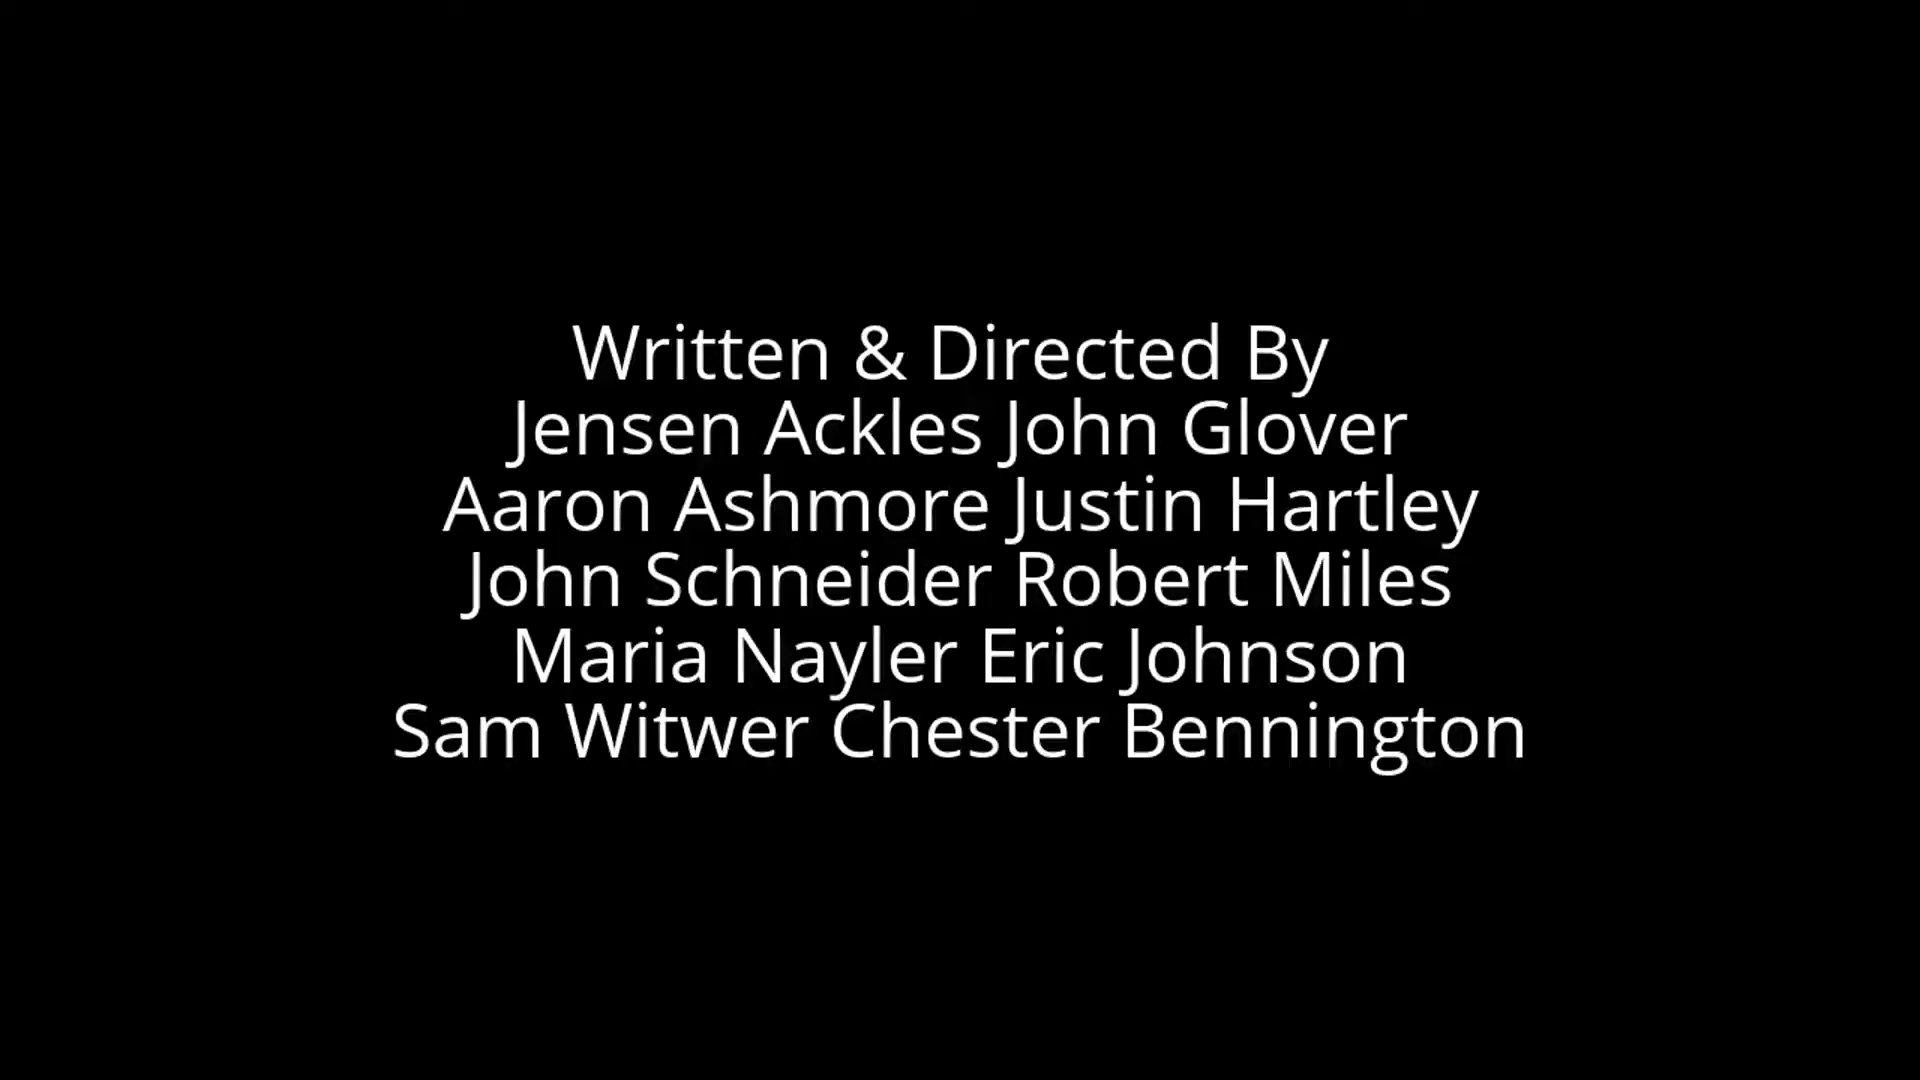 Written & Directed By
Jensen Ackles John Glover
Aaron Ashmore Justin Hartley
John Schneider Robert Miles
Maria Nayler Eric Johnson
Sam Witwer Chester Bennington